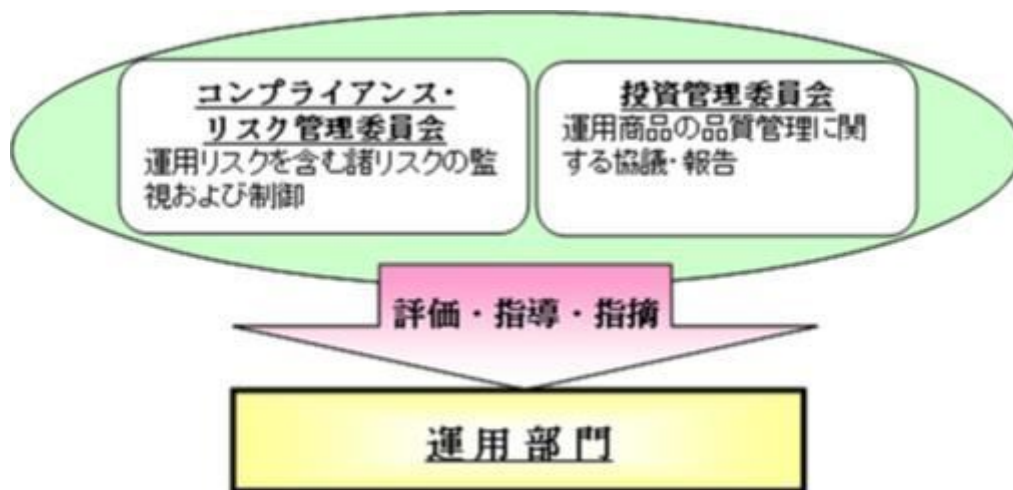 コンプライアンス・
リスク管理委員会
運用リスクを含む諸リスクの監
視および制御
投資管理委員会
運用商品の品質管理に関
する協議・報告
評価・指導・指摘
運用部門